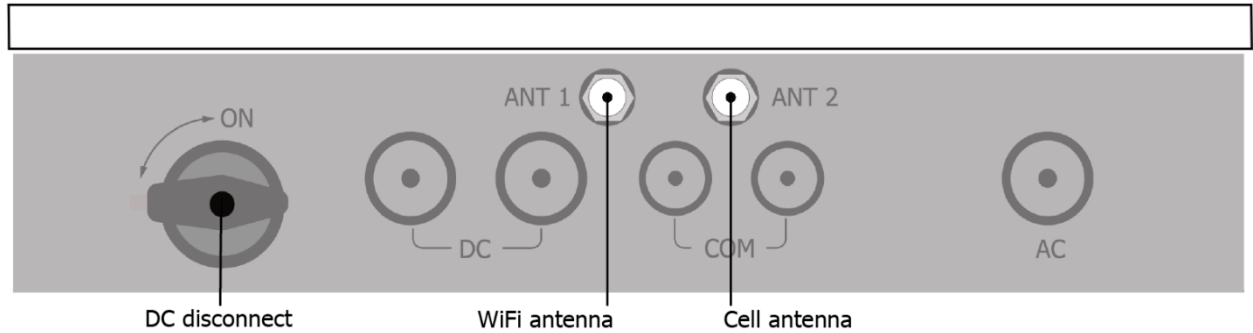 ANT 1
ANT 2
ON
DC
COM
AC
DC disconnect
WiFi antenna
Cell antenna